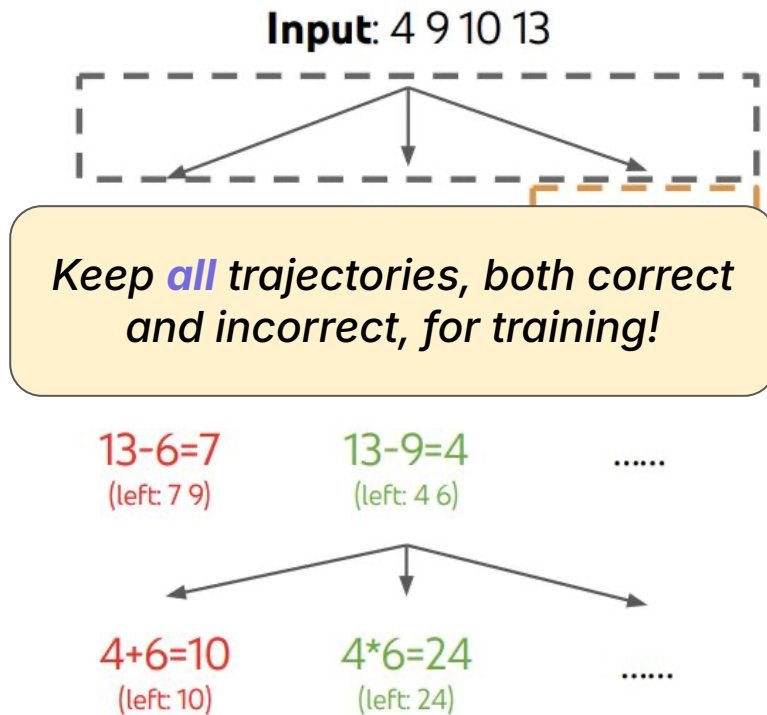 Input: 4 9 10 13
Keep all trajectories, both correct
and incorrect, for training!
13-6=7 13-9=4 ......
(left: 7 9) (left: 4 6)
4+6=10 4*6=24 ......
(left: 10) (left: 24)